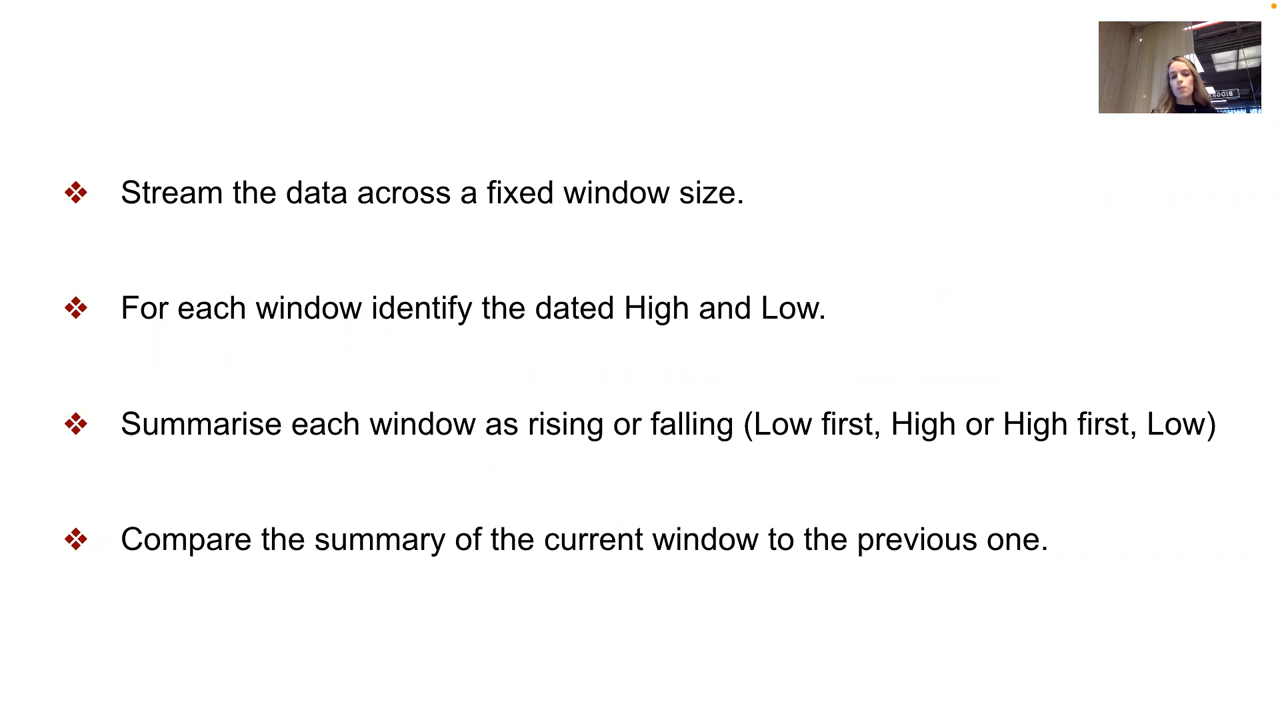 Stream the data across a fixed window size.
For each window identify the dated High and Low.
Summarise each window as rising or falling (Low first, High or High first, Low)
Compare the summary of the current window to the previous one.